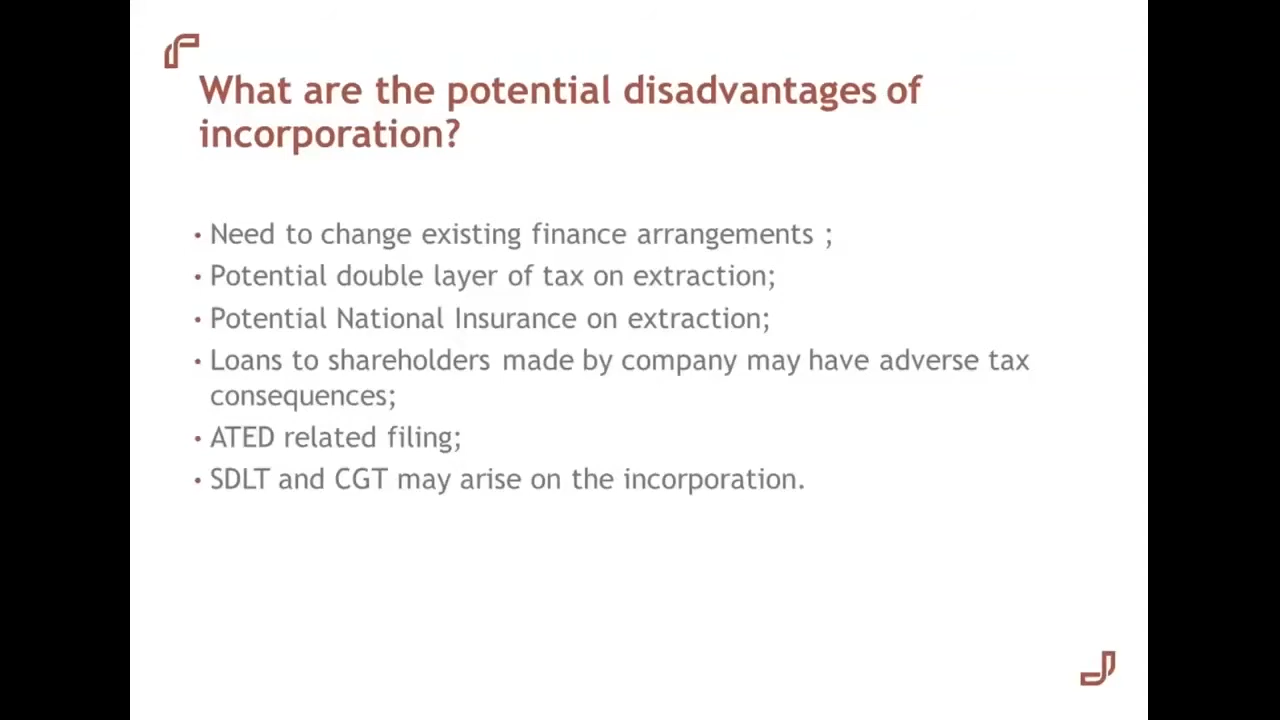 What are the potential disadvantages of
incorporation?
• Need to change existing finance arrangements ;
• Potential double layer of tax on extraction;
• Potential National Insurance on extraction;
• Loans to shareholders made by company may have adverse tax
consequences;
• ATED related filing;
• SDLT and CGT may arise on the incorporation.